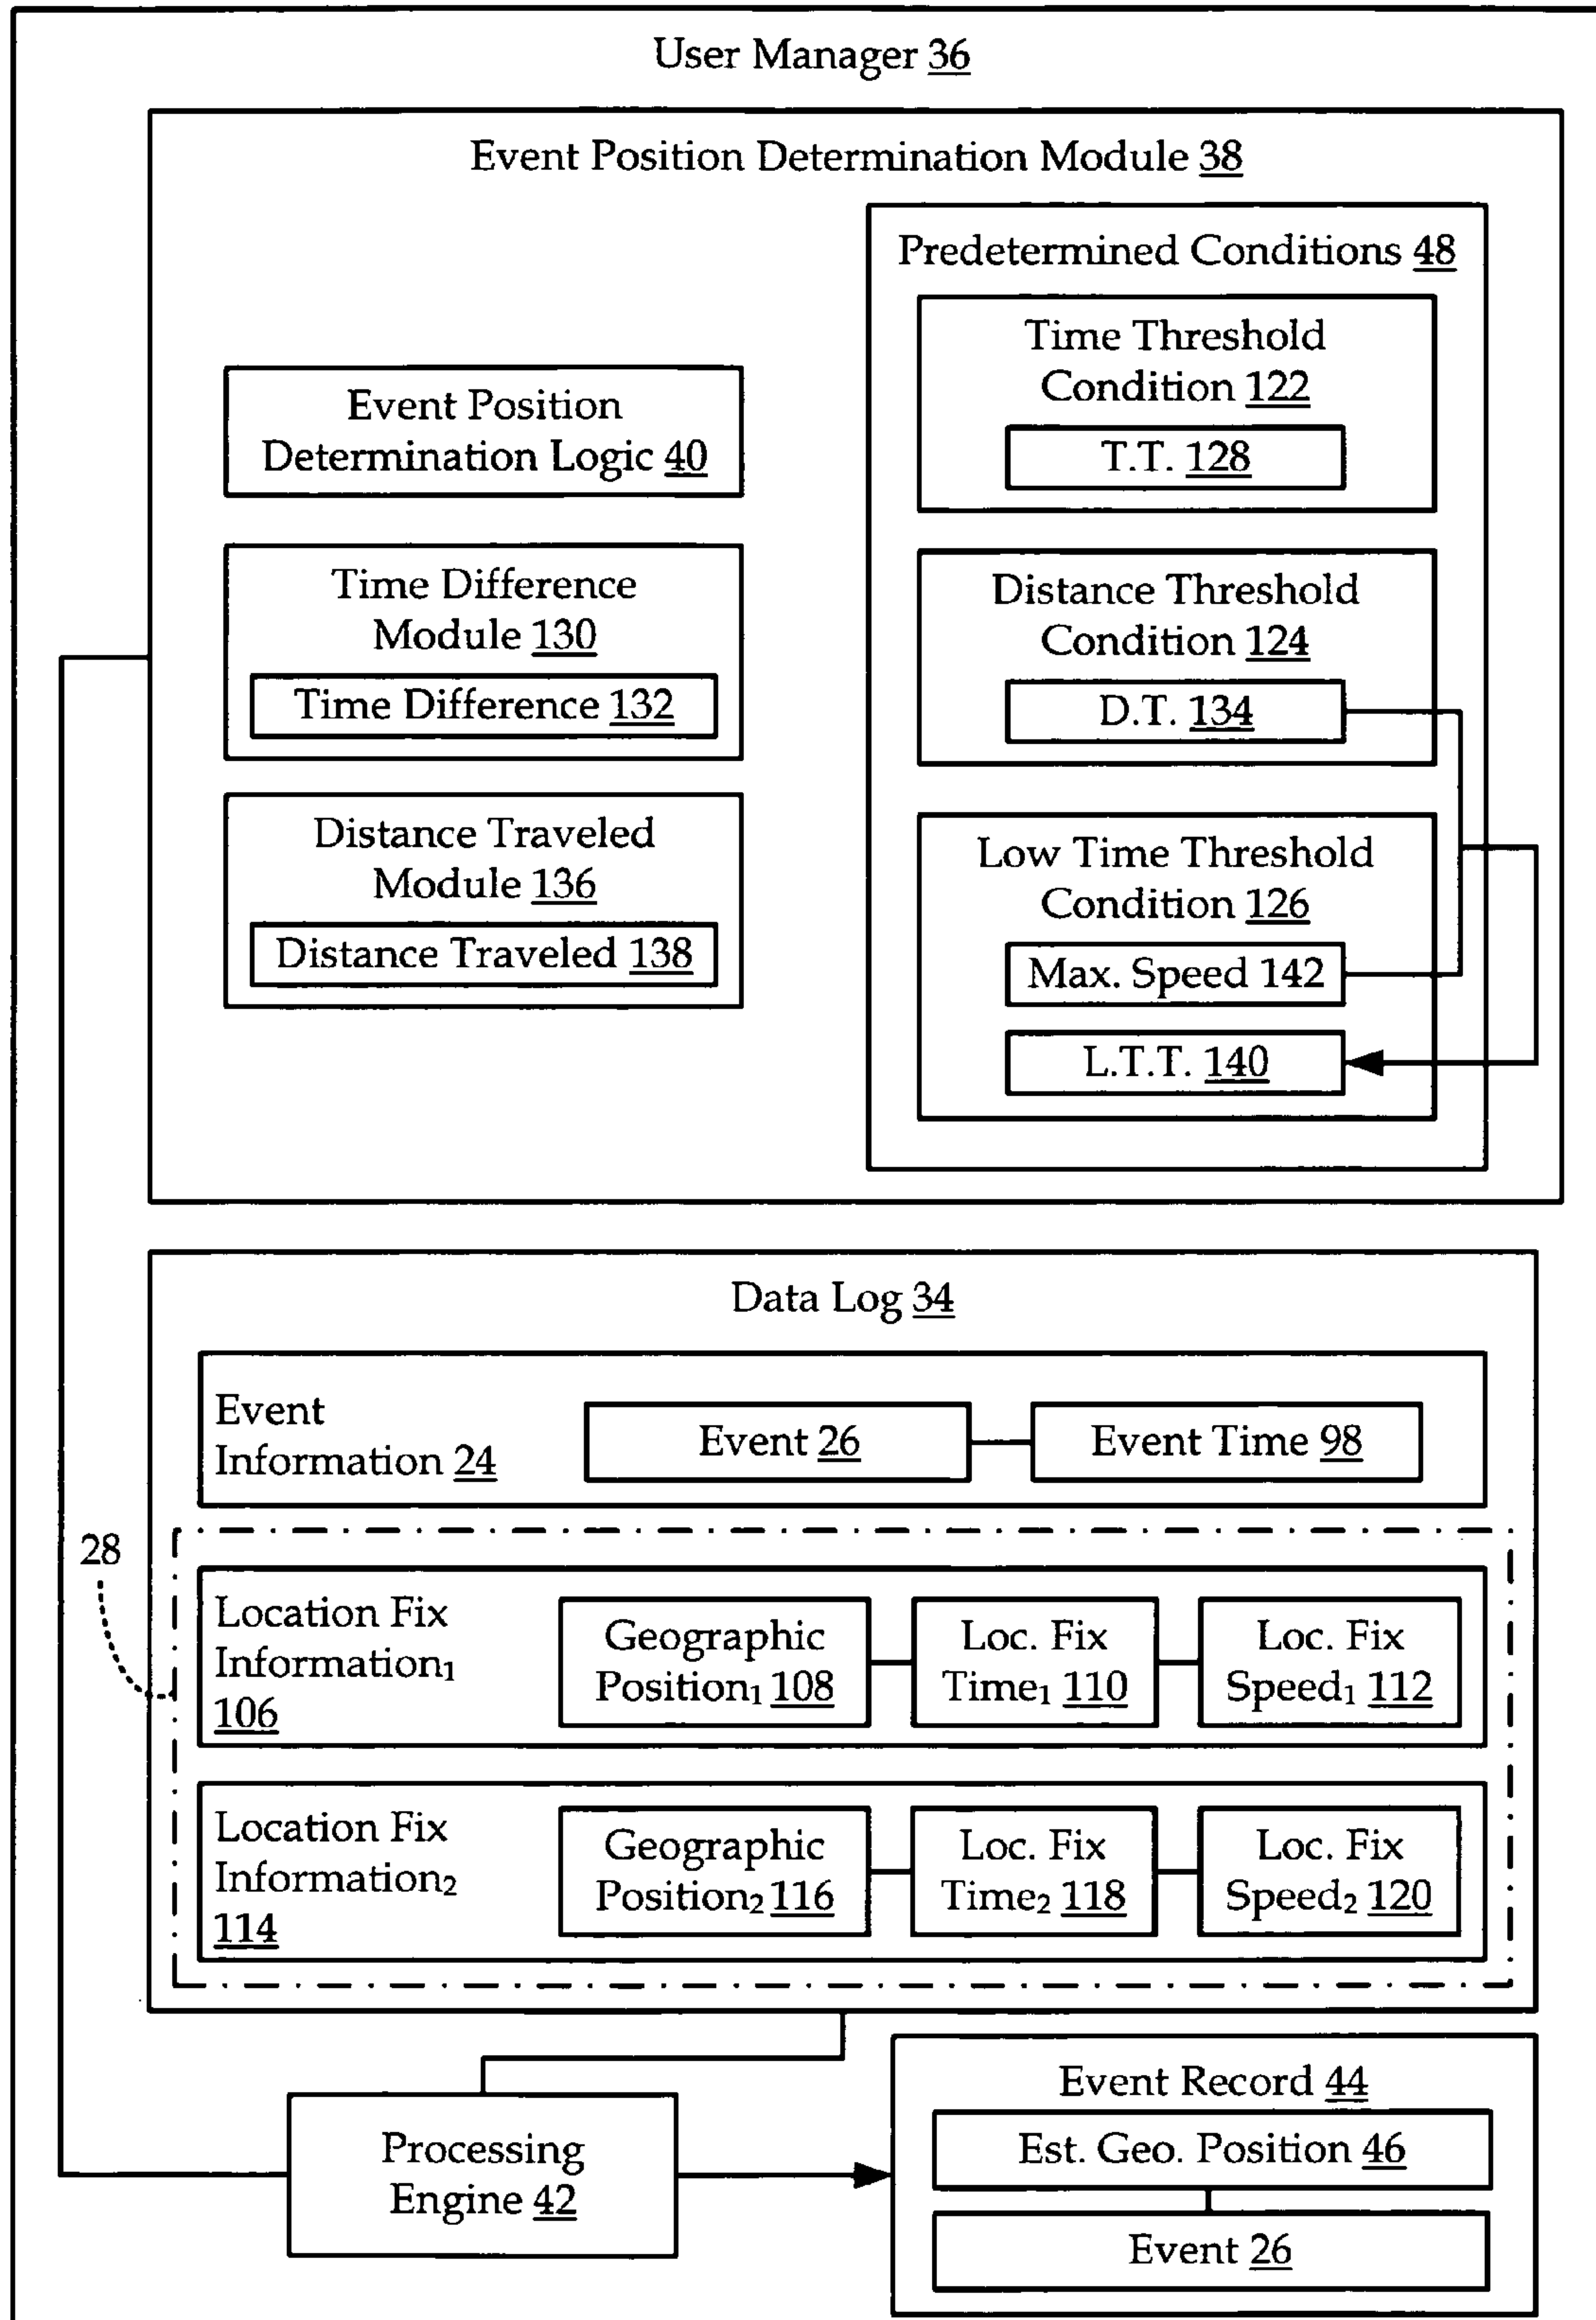 User Manager 36
Event Position Determination Module 38
Predetermined Conditions 48
Time Threshold
Condition 122
T.T. 128
Event Position
Determination Logic 40
Time Difference
Module 130
Time Difference 132
Distance Threshold
Condition 124
D.T. 134
Distance Traveled
Module 136
Distance Traveled 138
Low Time Threshold
Condition 126
Max. Speed 142
L.T.T. 140
Data Log 34
Event
Information 24
Event 26
Event Time 98
28
Location Fix
Information₁
106
Geographic
Position₁ 108
Loc. Fix
Time₁ 110
Loc. Fix
Speed₁ 112
Location Fix
Information₂
114
Geographic
Position₂ 116
Loc. Fix
Time₂ 118
Loc. Fix
Speed₂ 120
Processing
Engine 42
Event Record 44
Est. Geo. Position 46
Event 26